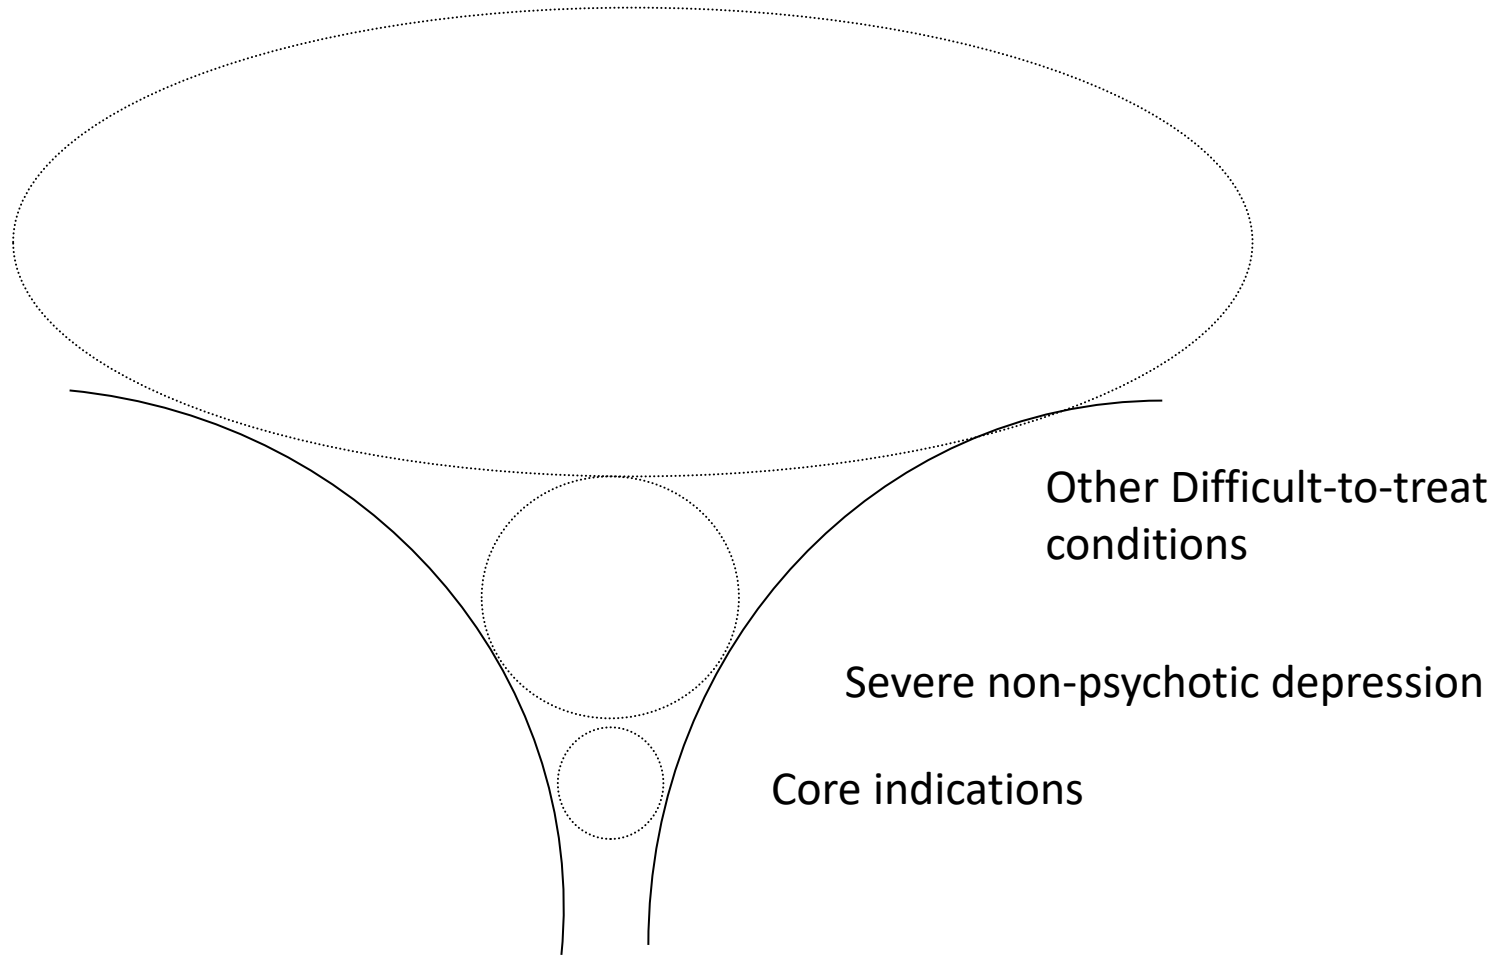 Other Difficult-to-treat
conditions
Severe non-psychotic depression
Core indications